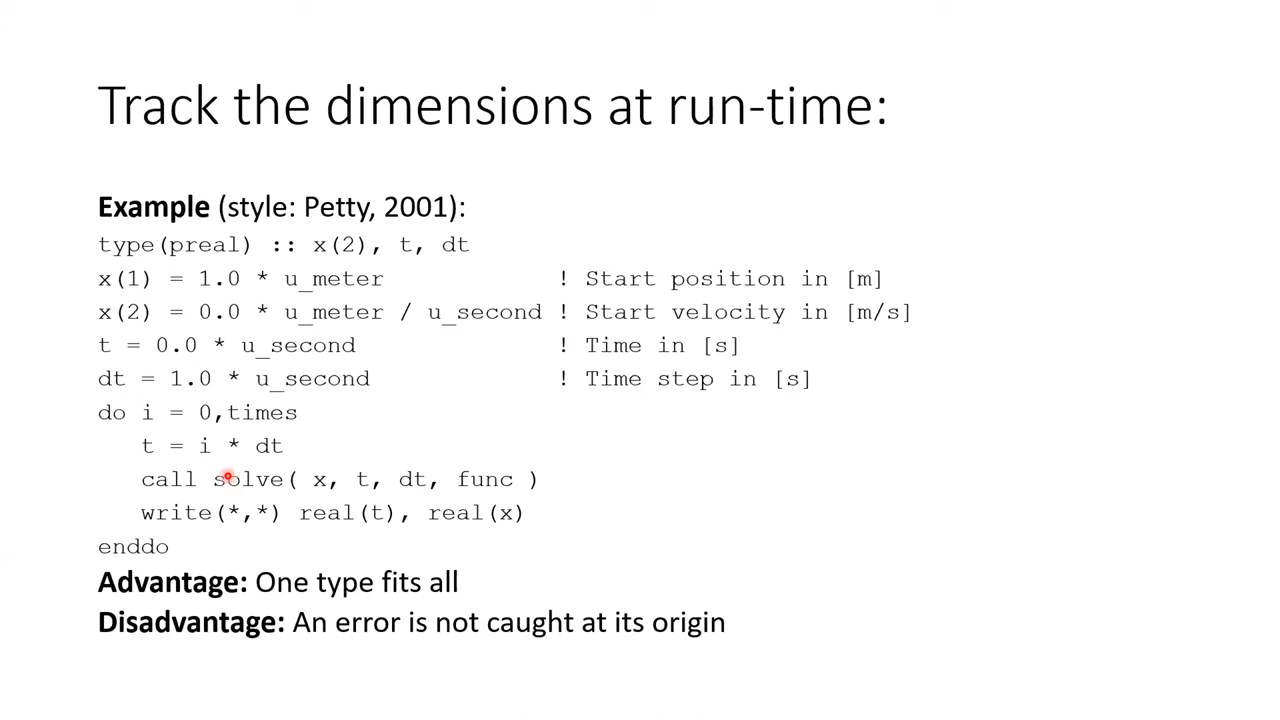 Track the dimensions at run-time:
Example (style: Petty, 2001):
type(preal) :: x(2), t, dt
x(1) = 1.0 * u_meter ! Start position in [m]
x(2) = 0.0 * u_meter / u_second ! Start velocity in [m/s]
t = 0.0 * u_second ! Time in [s]
dt = 1.0 * u_second ! Time step in [s]
do i = 0,times
t = i * dt
call solve( x, t, dt, func )
write(*,*) real(t), real(x)
enddo
Advantage: One type fits all
Disadvantage: An error is not caught at its origin